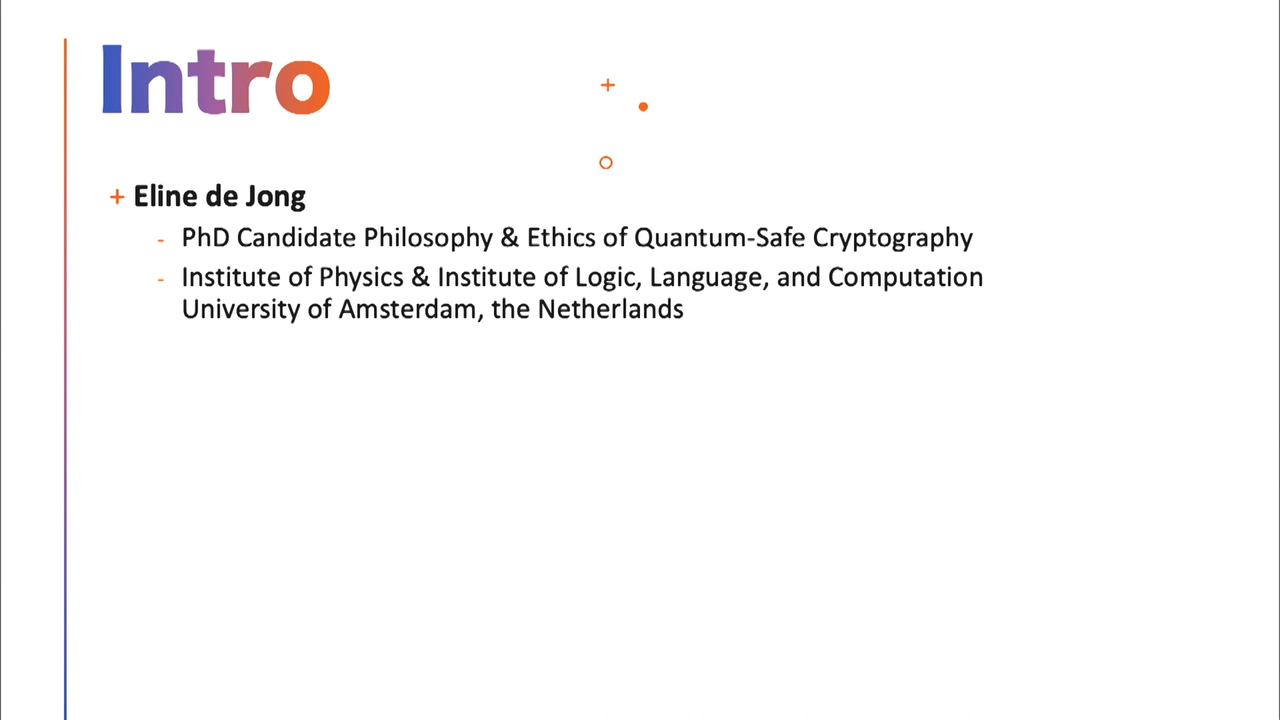 Intro
+ Eline de Jong
- PhD Candidate Philosophy & Ethics of Quantum-Safe Cryptography
- Institute of Physics & Institute of Logic, Language, and Computation
University of Amsterdam, the Netherlands